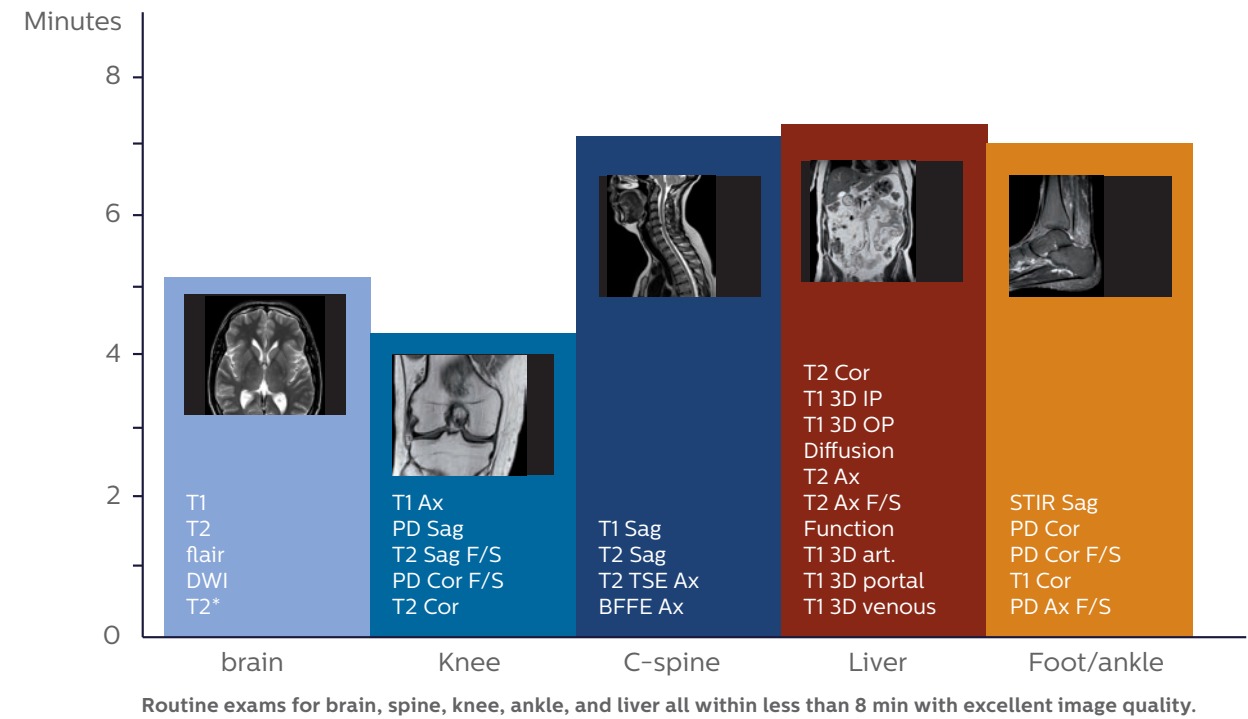 Minutes
8
6
4
2
0
T1
T2
flair
DWI
T2*
T1 Ax
PD Sag
T2 Sag F/S
PD Cor F/S
T2 Cor
T1 Sag
T2 Sag
T2 TSE Ax
BFFE Ax
T2 Cor
T1 3D IP
T1 3D OP
Diffusion
T2 Ax
T2 Ax F/S
Function
T1 3D art.
T1 3D portal
T1 3D venous
STIR Sag
PD Cor
PD Cor F/S
T1 Cor
PD Ax F/S
brain
Knee
C-spine
Liver
Foot/ankle
Routine exams for brain, spine, knee, ankle, and liver all within less than 8 min with excellent image quality.